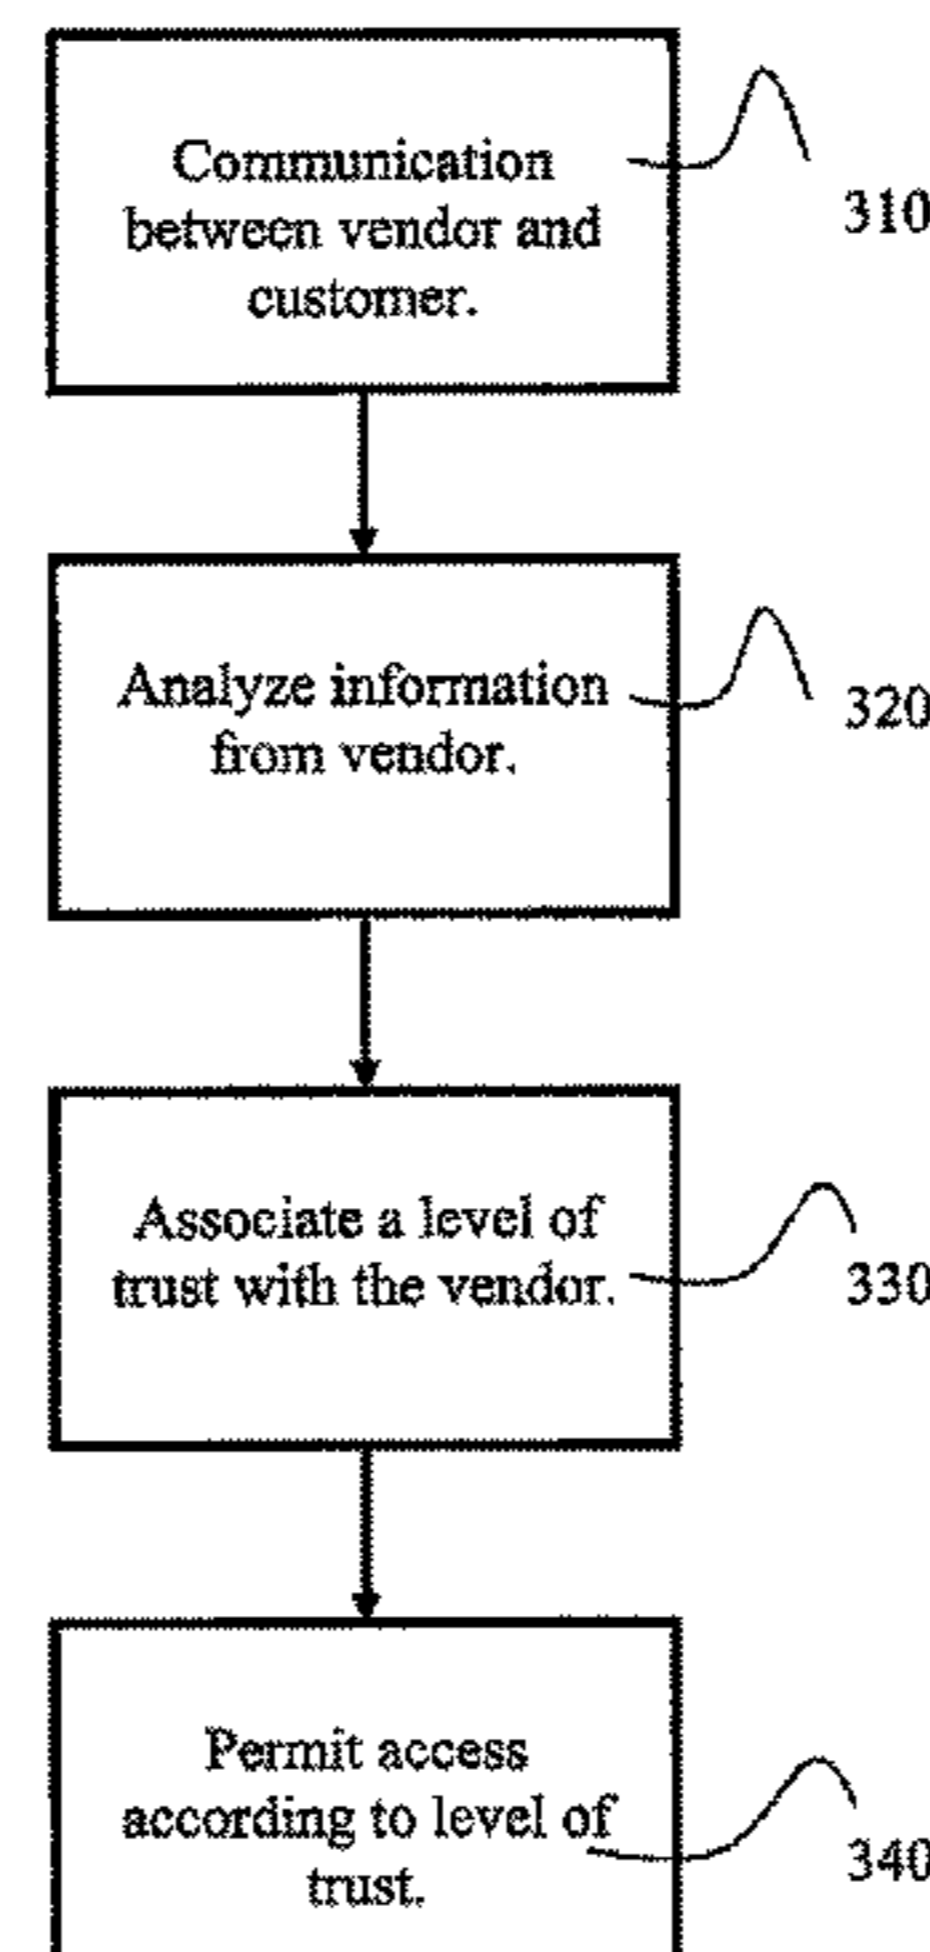 Communication
between vendor and
customer.
310
Analyze information
from vendor.
320
Associate a level of
trust with the vendor.
330
Permit access
according to level of
trust.
340